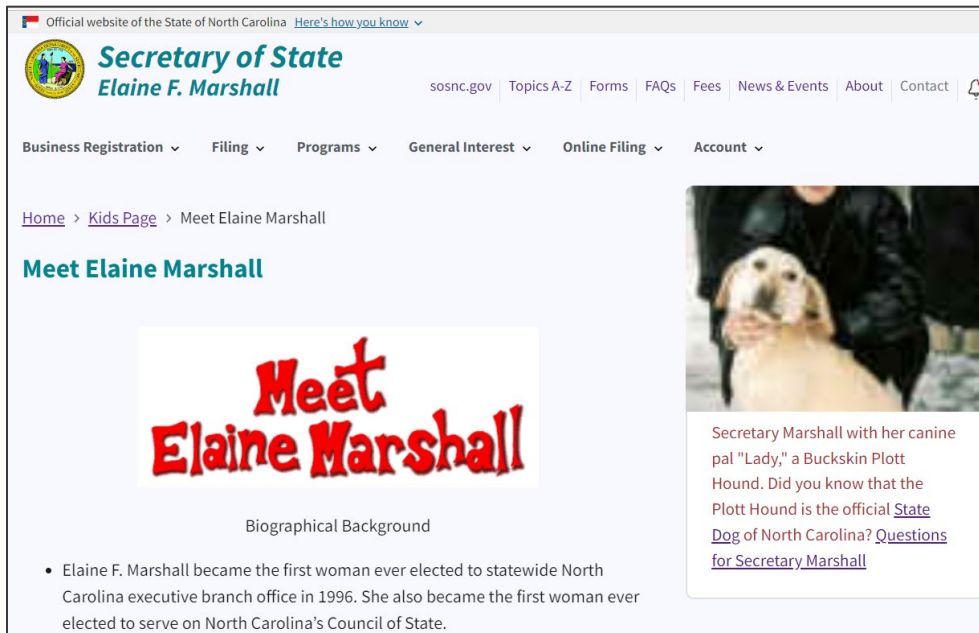 Official website of the State of North Carolina Here's how you know
Secretary of State
Elaine F. Marshall
sosnc.gov Topics A-Z Forms FAQs Fees News & Events About Contact
Business Registration Filing Programs General Interest Online Filing Account
Home > Kids Page > Meet Elaine Marshall
Meet Elaine Marshall
Meet
Elaine Marshall
Biographical Background
• Elaine F. Marshall became the first woman ever elected to statewide North
Carolina executive branch office in 1996. She also became the first woman ever
elected to serve on North Carolina’s Council of State.
Secretary Marshall with her canine
pal "Lady," a Buckskin Plott
Hound. Did you know that the
Plott Hound is the official State
Dog of North Carolina? Questions
for Secretary Marshall